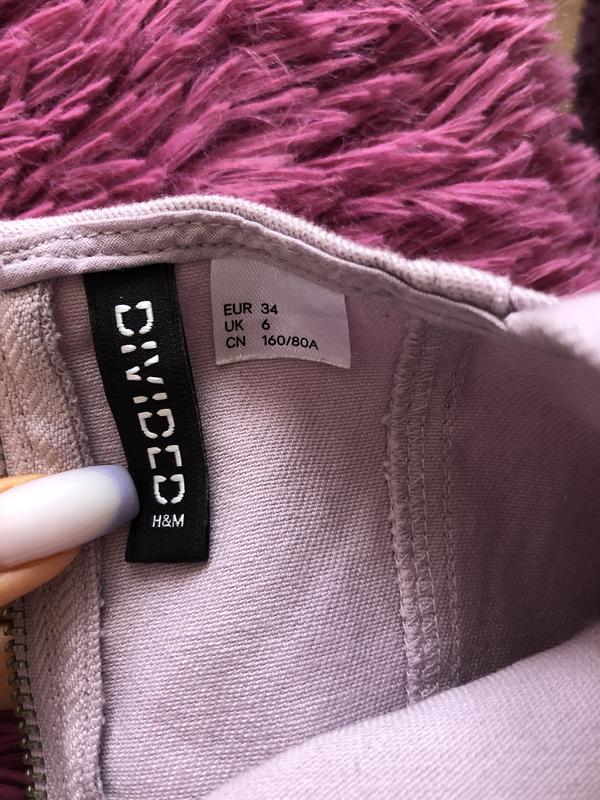 DIVIDED
H&M
EUR 34
UK 6
CN 160/80A